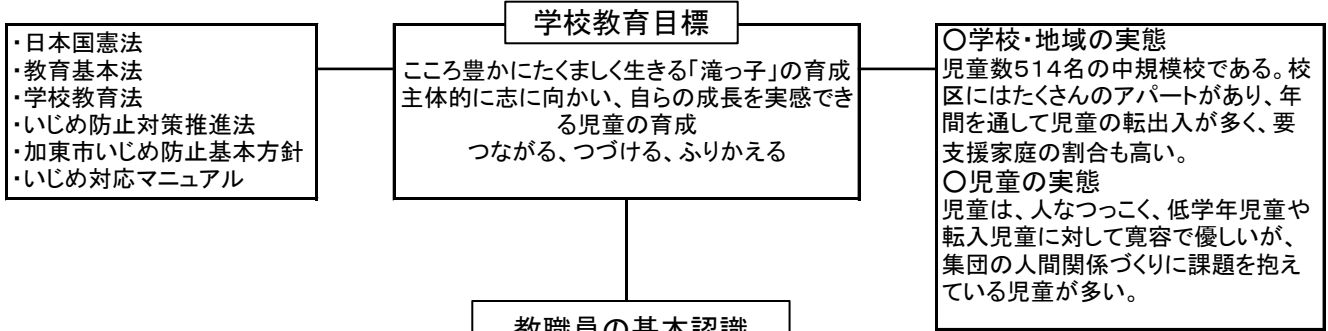 ・日本国憲法
・教育基本法
・学校教育法
・いじめ防止対策推進法
・加東市いじめ防止基本方針
・いじめ対応マニュアル
学校教育目標
こころ豊かにたくましく生きる「滝っ子」の育成
主体的に志に向かい、自らの成長を実感でき
る児童の育成
つながる、つづける、ふりかえる
〇学校・地域の実態
児童数514名の中規模校である。校
区にはたくさんのアパートがあり、年
間を通して児童の転出入が多く、要
支援家庭の割合も高い。
〇児童の実態
児童は、人なつっこく、低学年児童や
転入児童に対して寛容で優しいが、
集団の人間関係づくりに課題を抱え
ている児童が多い。
教職員の基本認識